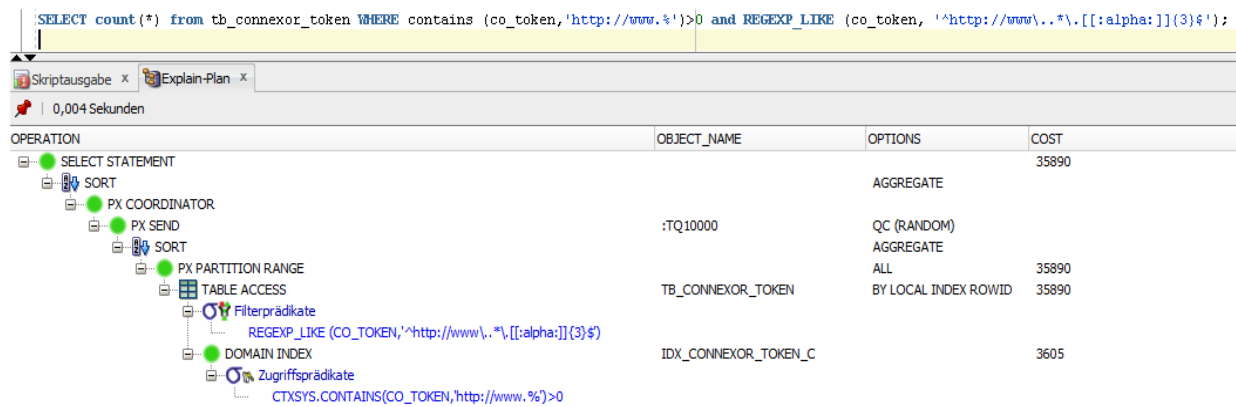 SELECT count(*) from tb_connexor_token WHERE contains (co_token,'http://www.%')>0 and REGEXP_LIKE (co_token, '^http://www\..*\.[[:alpha:]]{3}$');
Skriptausgabe x Explain-Plan x
0,004 Sekunden
OPERATION OBJECT_NAME OPTIONS COST
SELECT STATEMENT 35890
SORT AGGREGATE
PX COORDINATOR
PX SEND :TQ10000 QC (RANDOM)
SORT AGGREGATE
PX PARTITION RANGE ALL 35890
TABLE ACCESS TB_CONNEXOR_TOKEN BY LOCAL INDEX ROWID 35890
Filterprädikate
REGEXP_LIKE (CO_TOKEN,'^http://www\..*\.[[:alpha:]]{3}$')
DOMAIN INDEX IDX_CONNEXOR_TOKEN_C 3605
Zugriffsprädikate
CTXSYS.CONTAINS(CO_TOKEN,'http://www.%')>0